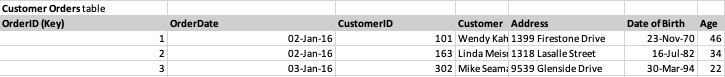 Customer Orders table
OrderID (Key) OrderDate CustomerID Customer Address Date of Birth Age
1 02-Jan-16 101 Wendy Kah 1399 Firestone Drive 23-Nov-70 46
2 02-Jan-16 163 Linda Meis 1318 Lasalle Street 16-Jul-82 34
3 03-Jan-16 302 Mike Seama 9539 Glenside Drive 30-Mar-94 22